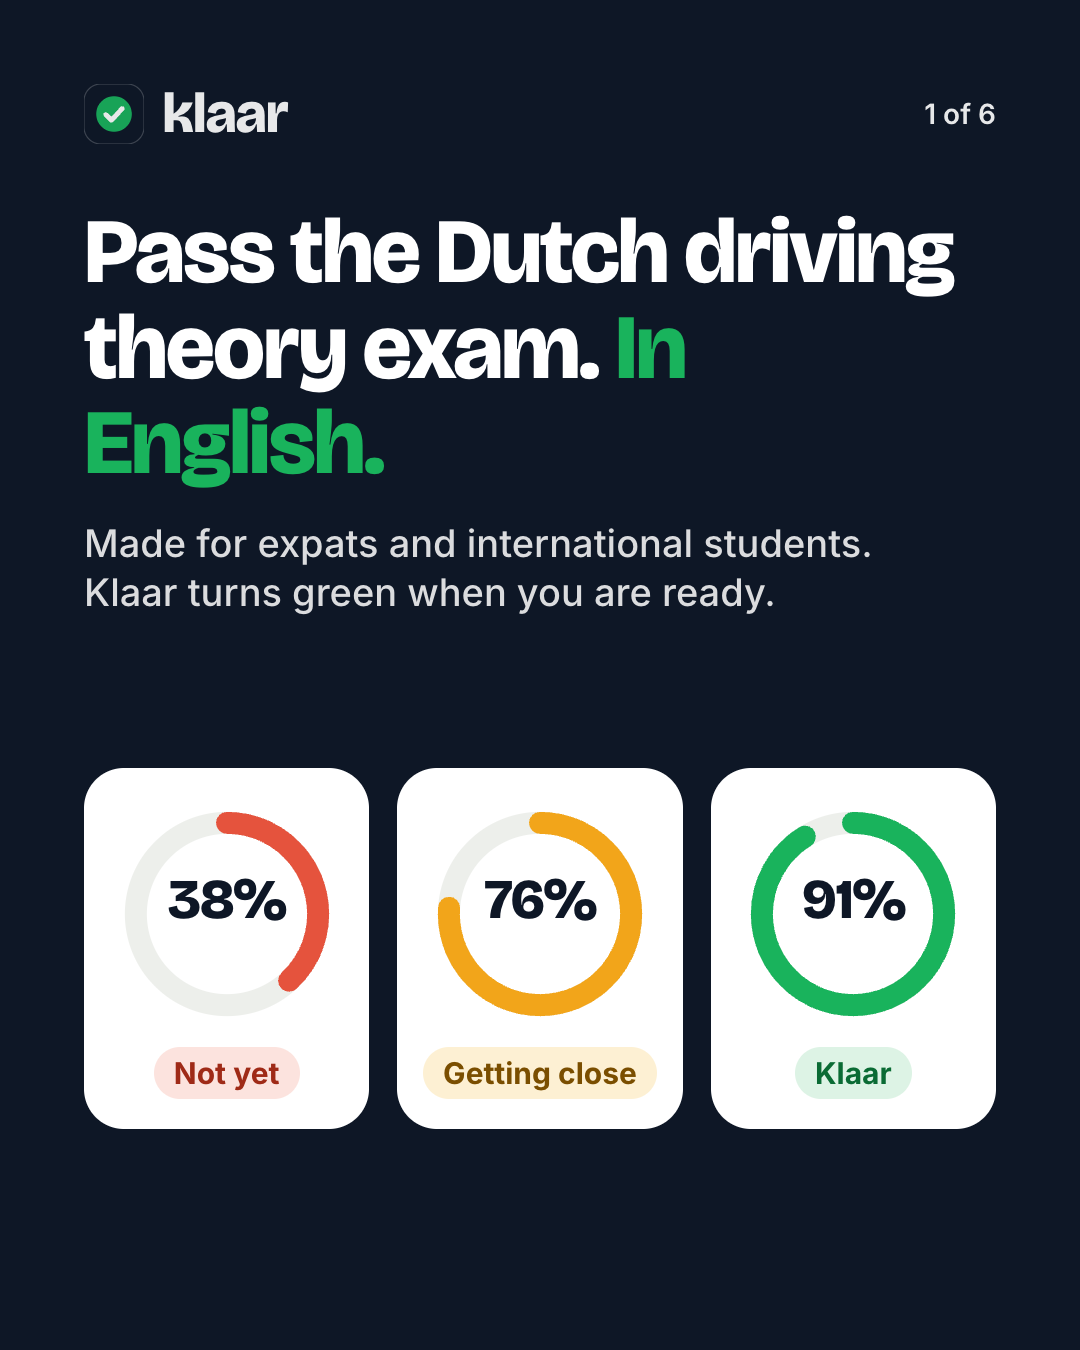 klaar
1 of 6
Pass the Dutch driving
theory exam. In
English.
Made for expats and international students.
Klaar turns green when you are ready.
38%
76%
91%
Not yet
Getting close
Klaar